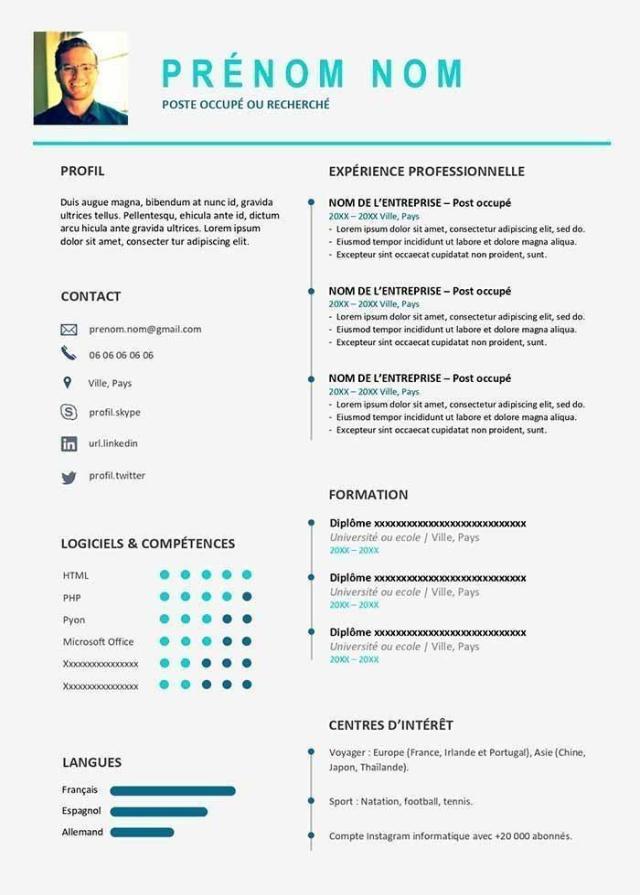 PRÉNOM NOM
POSTE OCCUPÉ OU RECHERCHÉ
PROFIL
Duis augue magna, bibendum at nunc id, gravida
ultrices tellus. Pellentesqu, ehicula ante id, dictum
arcu hicula ante gravida ultrices. Lorem ipsum
dolor sit amet, consecter tur adipiscing elit.
CONTACT
prenom.nom@gmail.com
06 06 06 06 06
Ville, Pays
profil.skype
url.linkedin
profil.twitter
LOGICIELS & COMPÉTENCES
HTML
PHP
Pyon
Microsoft Office
Xxxxxxxxxxxxxxxx
Xxxxxxxxxxxxxxxx
LANGUES
Français
Espagnol
Allemand
EXPÉRIENCE PROFESSIONNELLE
NOM DE L'ENTREPRISE – Post occupé
20XX – 20XX Ville, Pays
- Lorem ipsum dolor sit amet, consectetur adipiscing elit, sed do.
- Eiusmod tempor incididunt ut labore et dolore magna aliqua.
- Excepteur sint occaecat cupidatat non proident, sunt.
NOM DE L'ENTREPRISE – Post occupé
20XX – 20XX Ville, Pays
- Lorem ipsum dolor sit amet, consectetur adipiscing elit, sed do.
- Eiusmod tempor incididunt ut labore et dolore magna aliqua.
- Excepteur sint occaecat cupidatat non proident, sunt.
NOM DE L'ENTREPRISE – Post occupé
20XX – 20XX Ville, Pays
- Lorem ipsum dolor sit amet, consectetur adipiscing elit, sed do.
- Eiusmod tempor incididunt ut labore et dolore magna aliqua.
- Excepteur sint occaecat cupidatat non proident, sunt.
FORMATION
Diplôme xxxxxxxxxxxxxxxxxxxxxxxxxxxx
Université ou ecole | Ville, Pays
20XX – 20XX
Diplôme xxxxxxxxxxxxxxxxxxxxxxxxxxxx
Université ou ecole | Ville, Pays
20XX – 20XX
Diplôme xxxxxxxxxxxxxxxxxxxxxxxxxxxx
Université ou ecole | Ville, Pays
20XX – 20XX
CENTRES D'INTÉRÊT
Voyager : Europe (France, Irlande et Portugal), Asie (Chine,
Japon, Thaïlande).
Sport : Natation, football, tennis.
Compte Instagram informatique avec +20 000 abonnés.